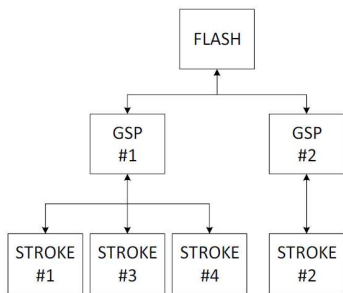 FLASH
GSP GSP
#1 #2
STROKE STROKE STROKE STROKE
#1 #3 #4 #2